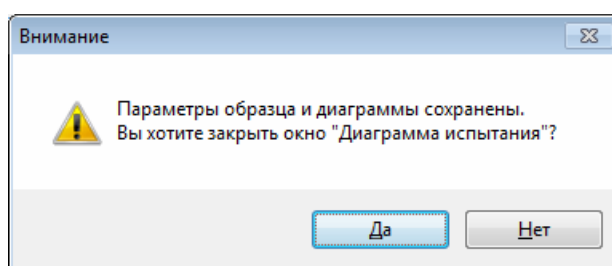 Внимание
Параметры образца и диаграммы сохранены.
Вы хотите закрыть окно "Диаграмма испытания"?
Да
Нет